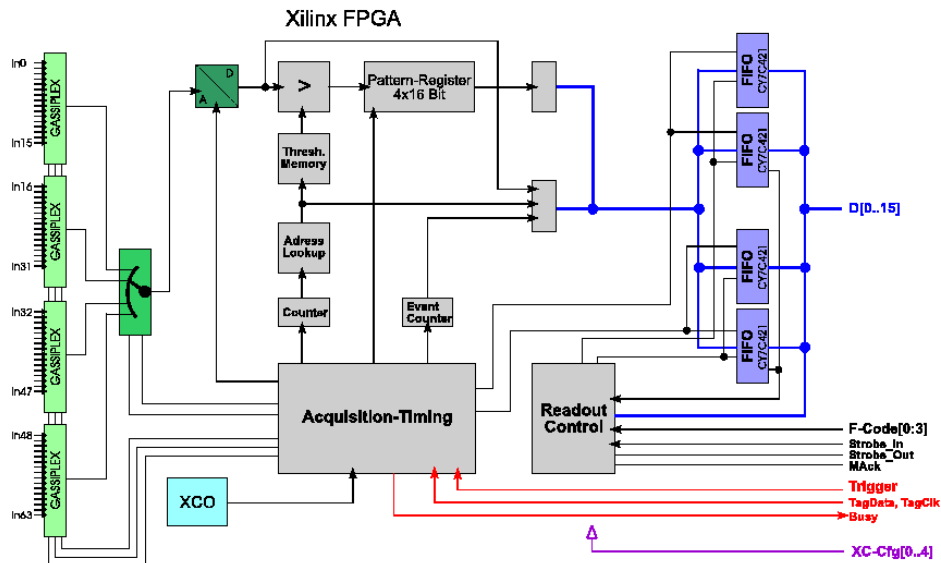 Xilinx FPGA
In0
GASSIPLEX
In15
In16
GASSIPLEX
In31
In32
GASSIPLEX
In47
In48
GASSIPLEX
In63
D
A
>
Pattern-Register
4x16 Bit
Thresh.
Memory
Adress
Lookup
Counter
Event
Counter
Acquisition-Timing
XCO
Readout
Control
FIFO
CY7C421
FIFO
CY7C421
FIFO
CY7C421
FIFO
CY7C421
D[0..15]
F-Code[0:3]
Strobe_In
Strobe_Out
MAck
Trigger
TagData, TagClk
Busy
XC-Cfg[0..4]